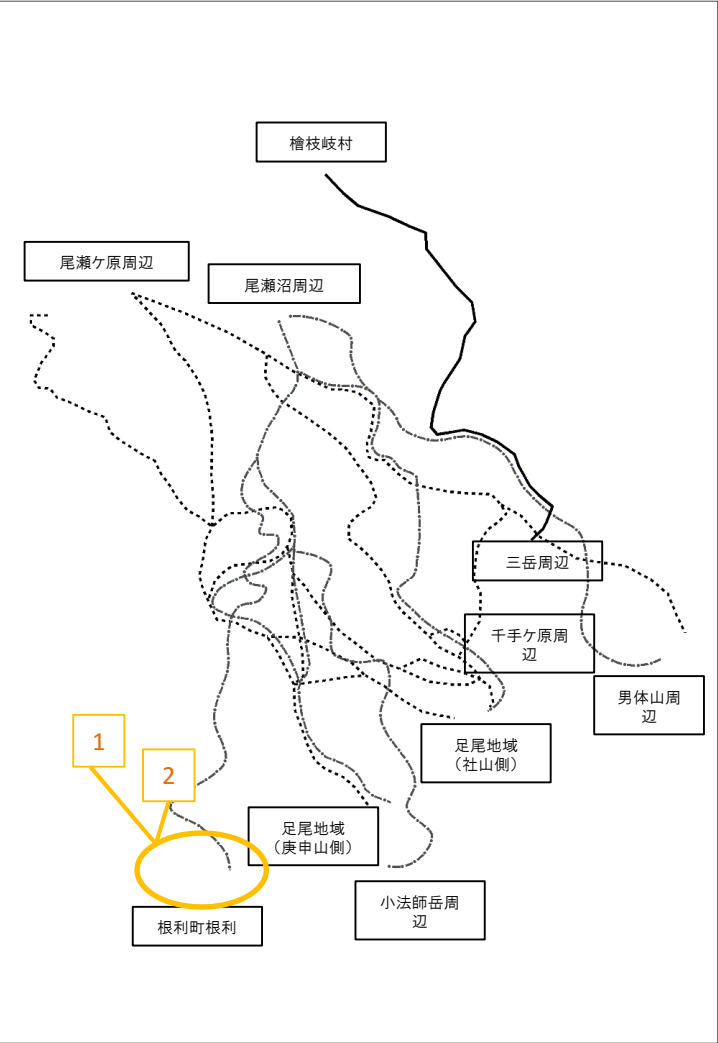 檜枝岐村
尾瀬ケ原周辺
尾瀬沼周辺
三岳周辺
千手ケ原周
辺
男体山周
辺
1
2
足尾地域
（社山側）
足尾地域
（庚申山側）
小法師岳周
辺
根利町根利